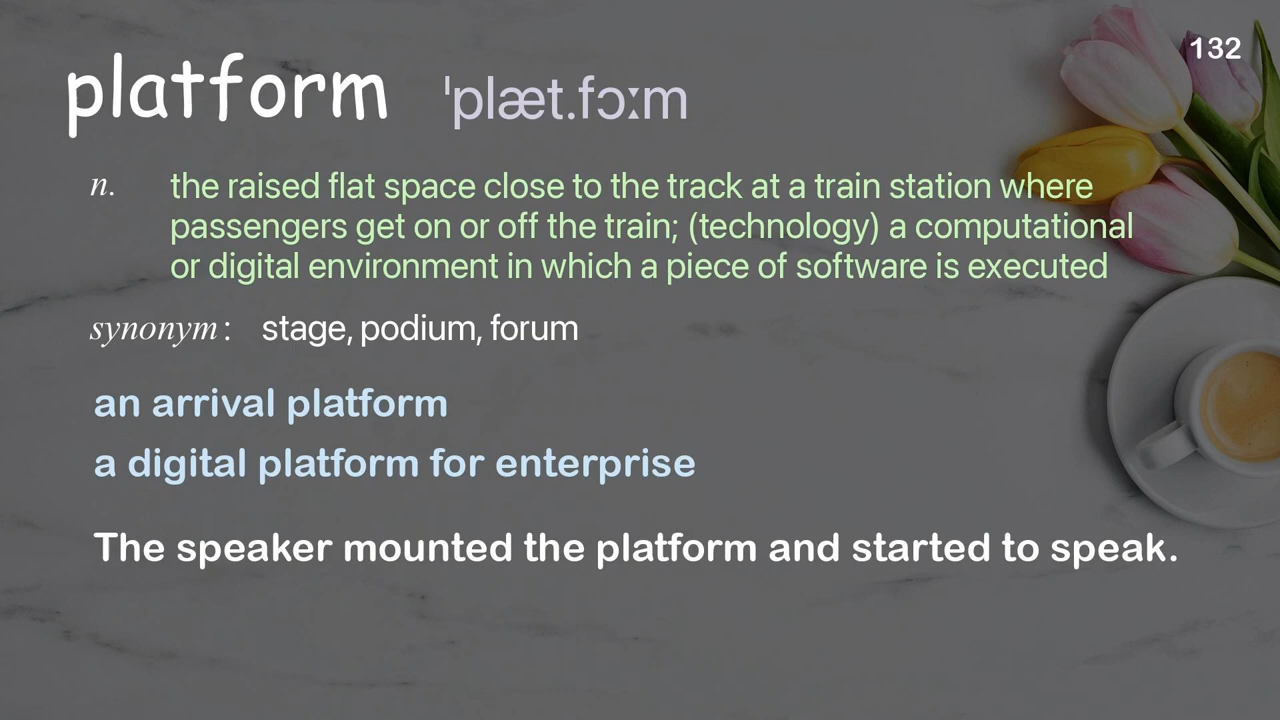 132
platform ˈplæt.fɔːm
n. the raised flat space close to the track at a train station where
passengers get on or off the train; (technology) a computational
or digital environment in which a piece of software is executed
synonym: stage, podium, forum
an arrival platform
a digital platform for enterprise
The speaker mounted the platform and started to speak.